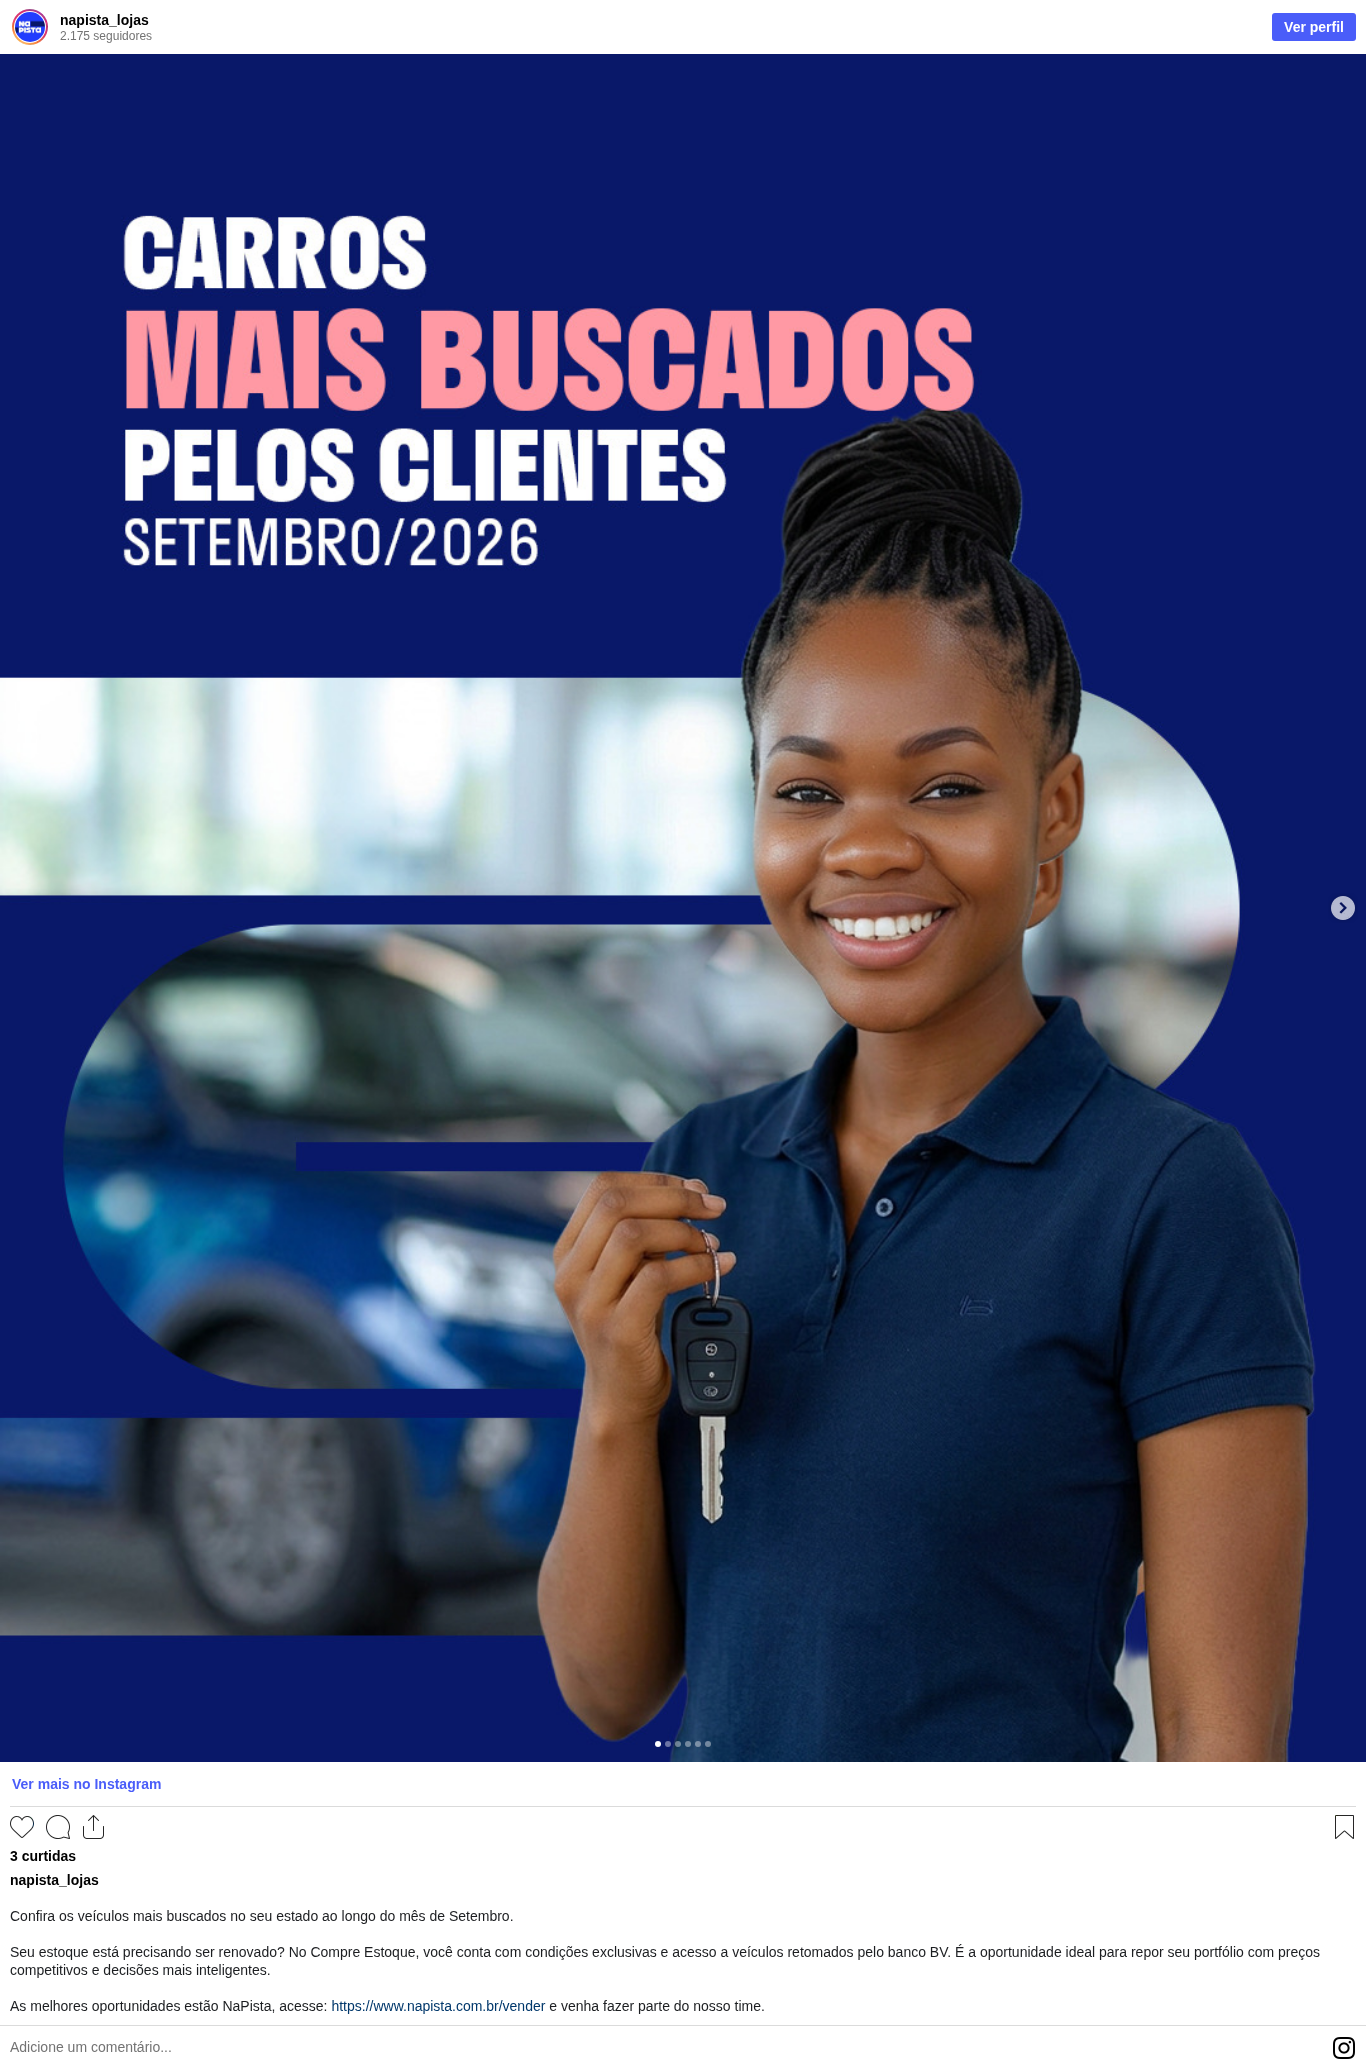 NA
PISTA
napista_lojas
2.175 seguidores
Ver perfil
CARROS
MAIS BUSCADOS
PELOS CLIENTES
SETEMBRO/2026
Ver mais no Instagram
3 curtidas
napista_lojas
Confira os veículos mais buscados no seu estado ao longo do mês de Setembro.
Seu estoque está precisando ser renovado? No Compre Estoque, você conta com condições exclusivas e acesso a veículos retomados pelo banco BV. É a oportunidade ideal para repor seu portfólio com preços
competitivos e decisões mais inteligentes.
As melhores oportunidades estão NaPista, acesse: https://www.napista.com.br/vender e venha fazer parte do nosso time.
Adicione um comentário...